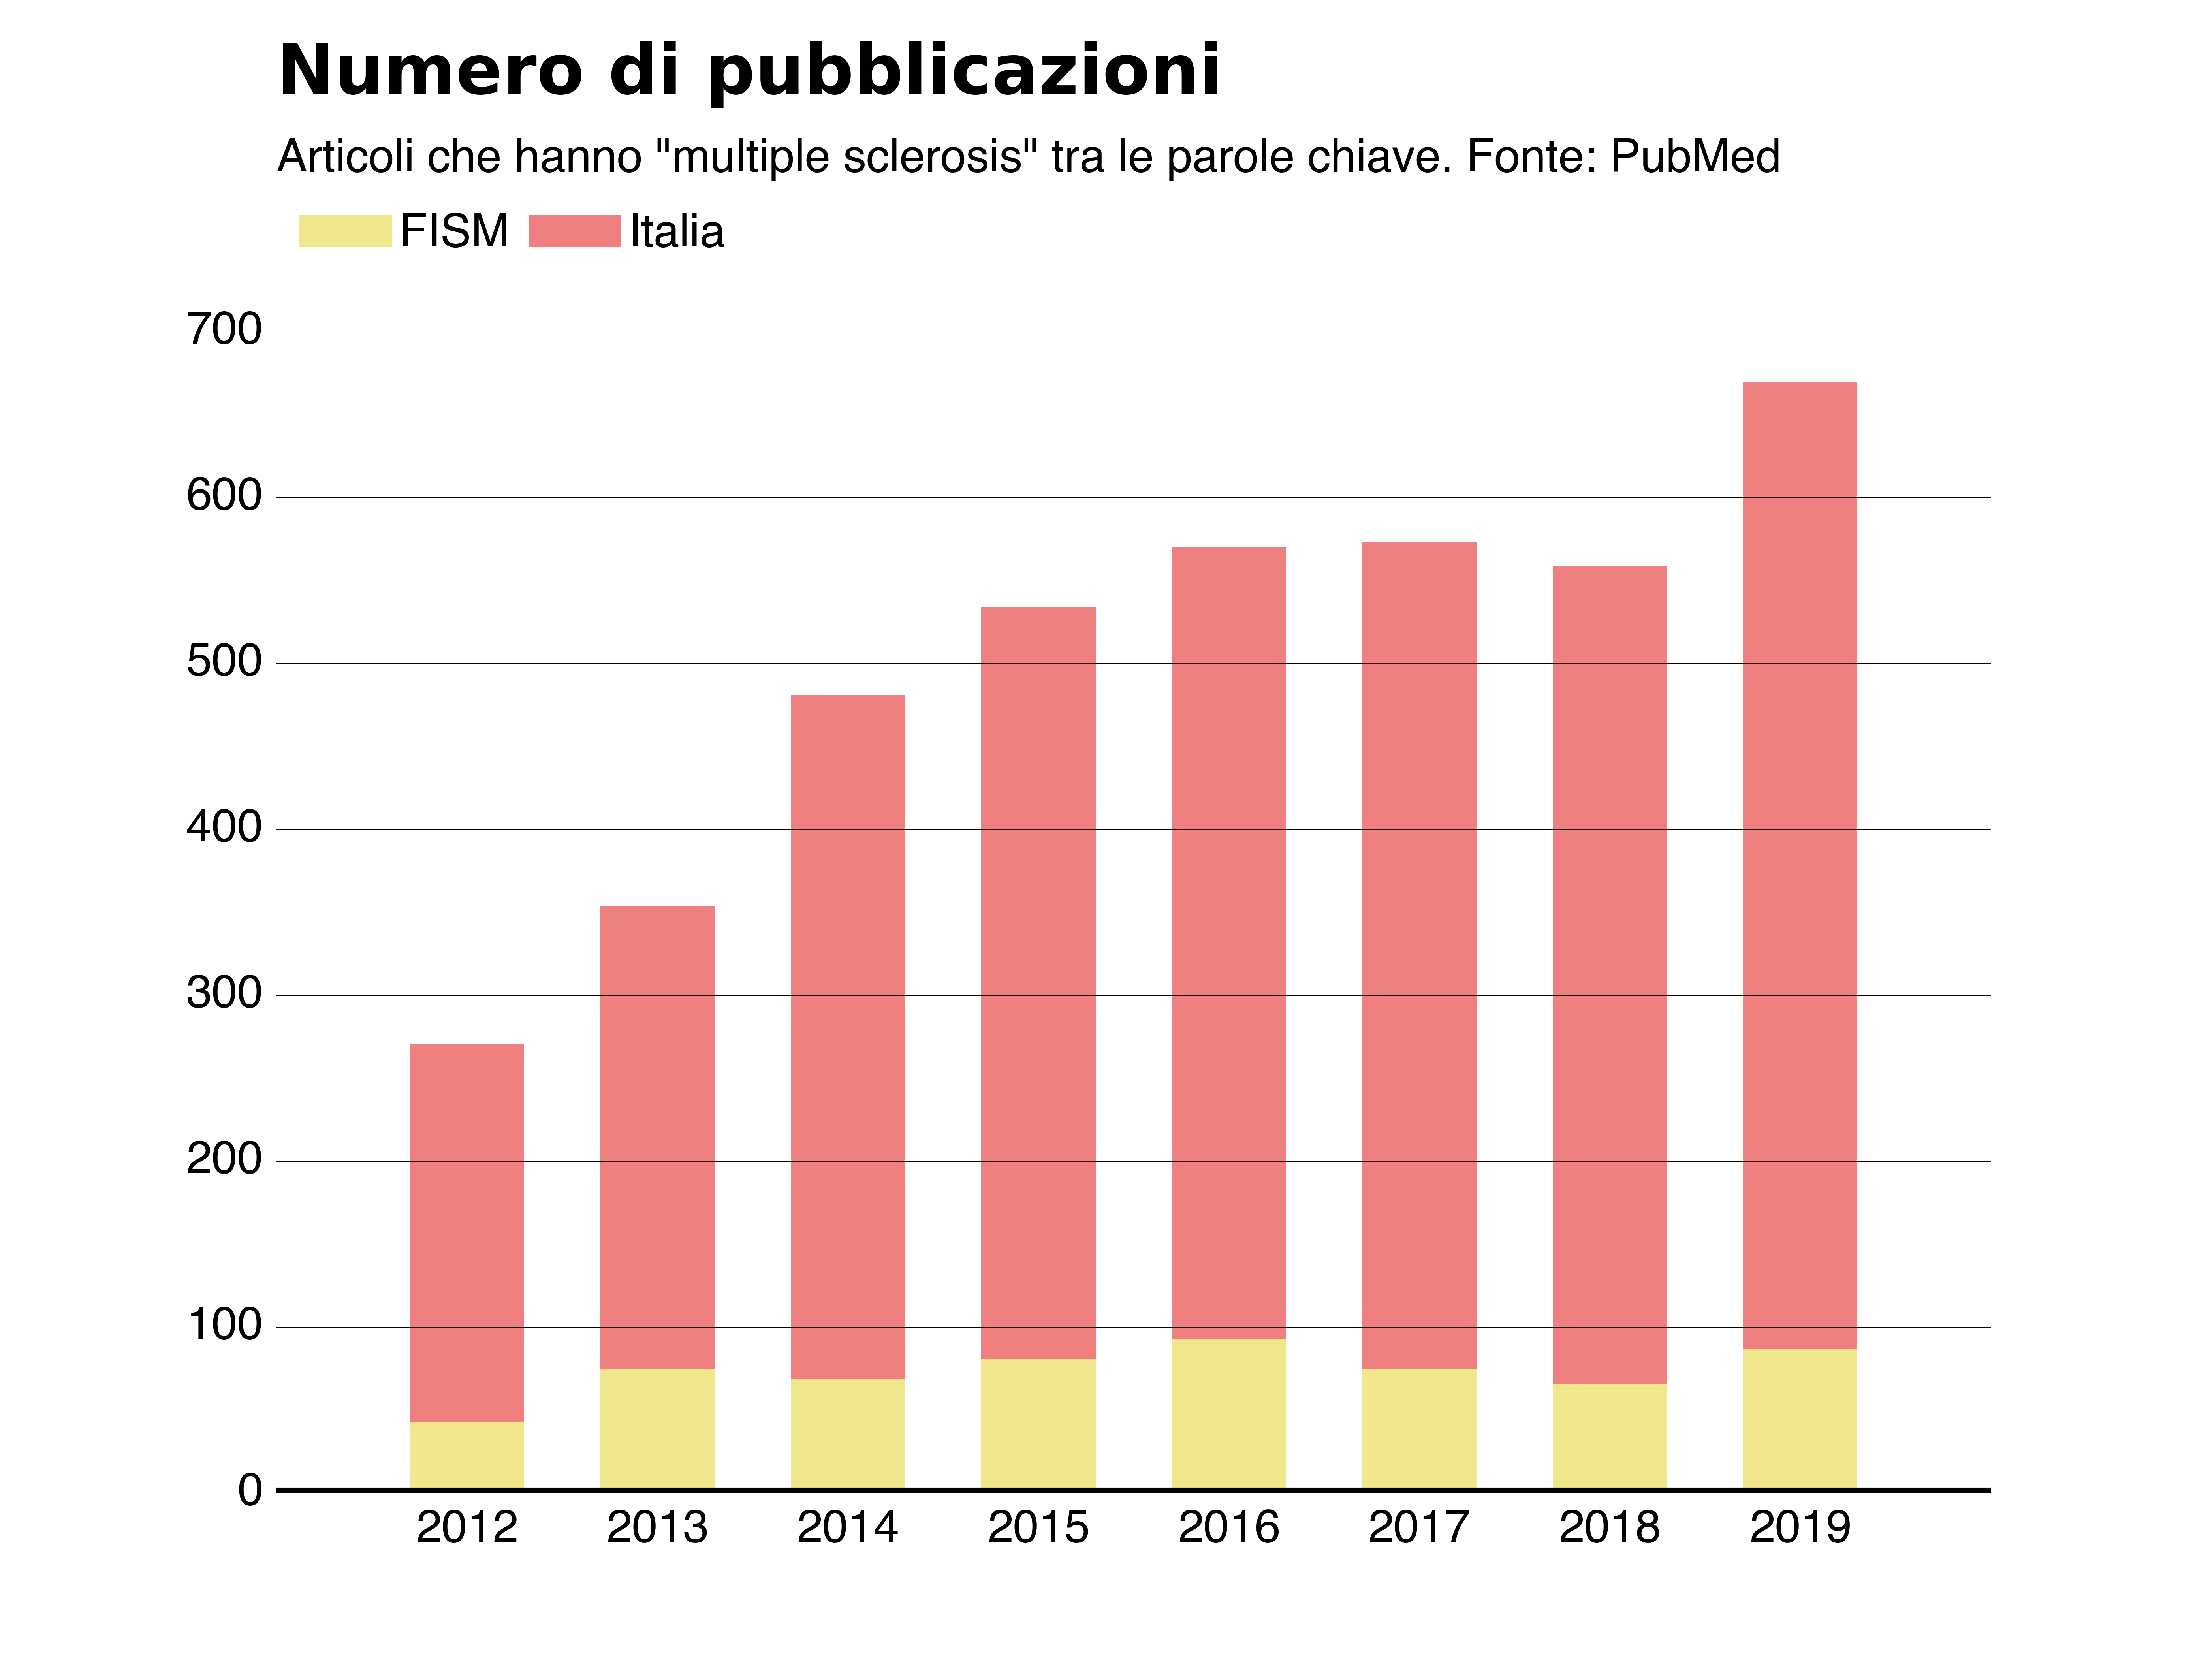 Numero di pubblicazioni
Articoli che hanno "multiple sclerosis" tra le parole chiave. Fonte: PubMed
FISM Italia
700
600
500
400
300
200
100
0
2012 2013 2014 2015 2016 2017 2018 2019